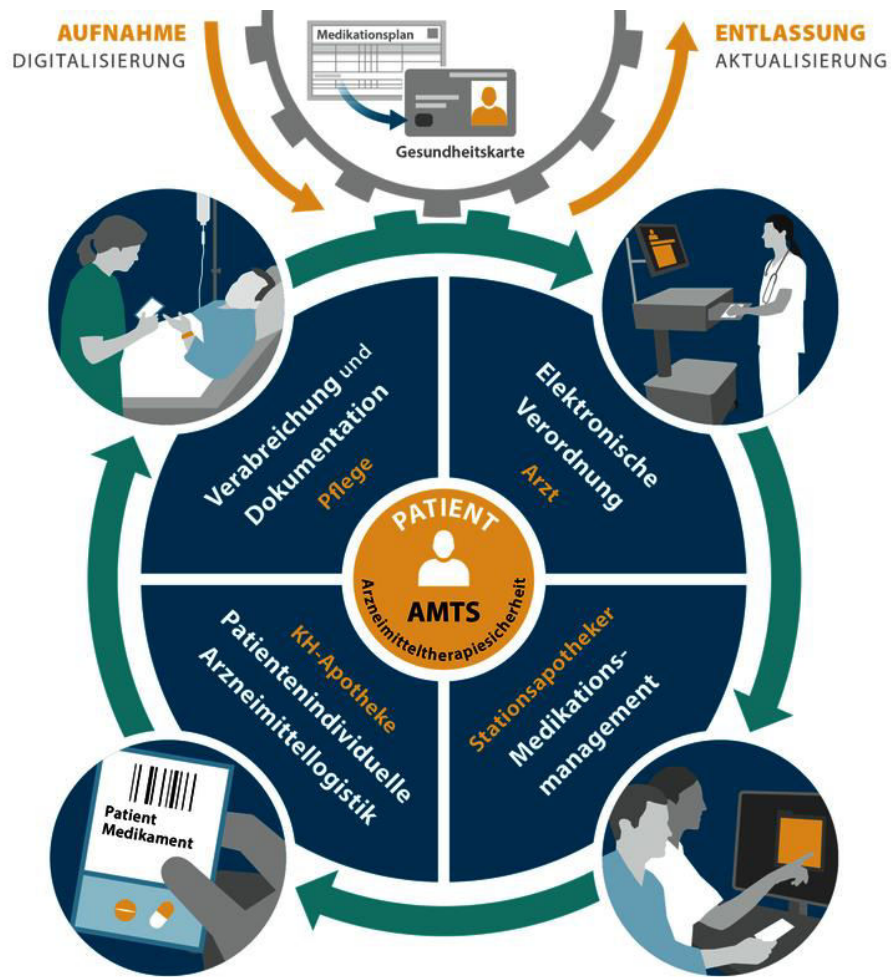 AUFNAHME
DIGITALISIERUNG
Medikationsplan
Gesundheitskarte
ENTLASSUNG
AKTUALISIERUNG
Verabreichung und
Dokumentation
Pflege
Elektronische
Verordnung
Arzt
PATIENT
AMTS
Arzneimitteltherapiesicherheit
KH-Apotheke
Patientenindividuelle
Arzneimittellogistik
Stationsapotheker
Medikations-
management
Patient
Medikament